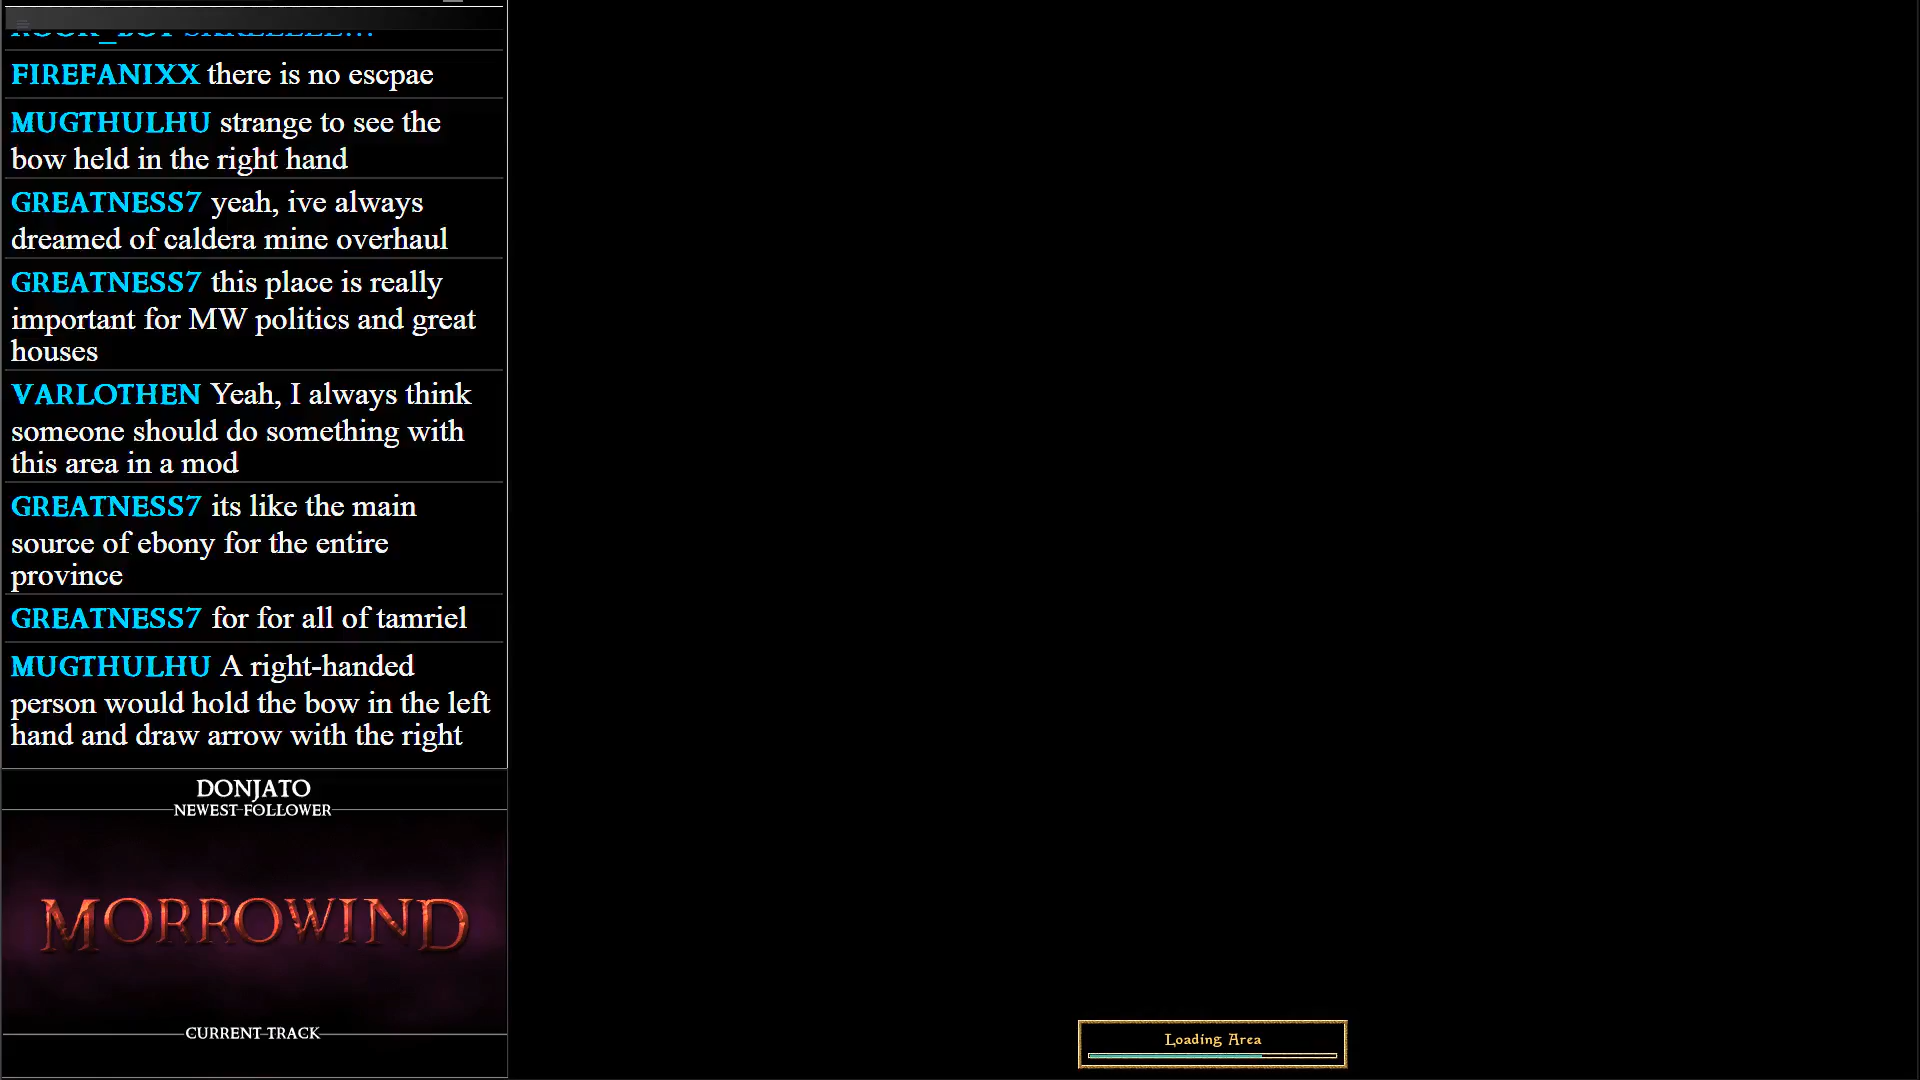 FIREFANIXX there is no escpae
MUGTHULHU strange to see the
bow held in the right hand
GREATNESS7 yeah, ive always
dreamed of caldera mine overhaul
GREATNESS7 this place is really
important for MW politics and great
houses
VARLOTHEN Yeah, I always think
someone should do something with
this area in a mod
GREATNESS7 its like the main
source of ebony for the entire
province
GREATNESS7 for for all of tamriel
MUGTHULHU A right-handed
person would hold the bow in the left
hand and draw arrow with the right
DONJATO
NEWEST FOLLOWER
MORROWIND
CURRENT TRACK
Loading Area